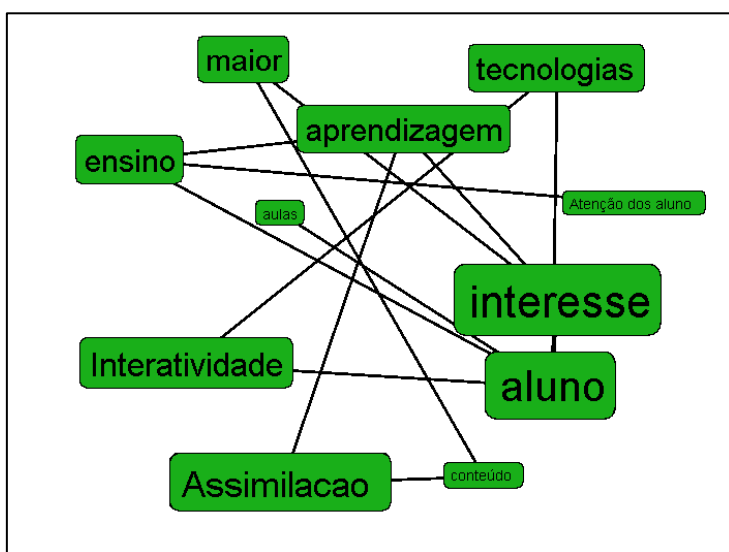 maior
tecnologias
aprendizagem
ensino
Atenção dos aluno
aulas
interesse
Interatividade
aluno
Assimilacao
conteúdo